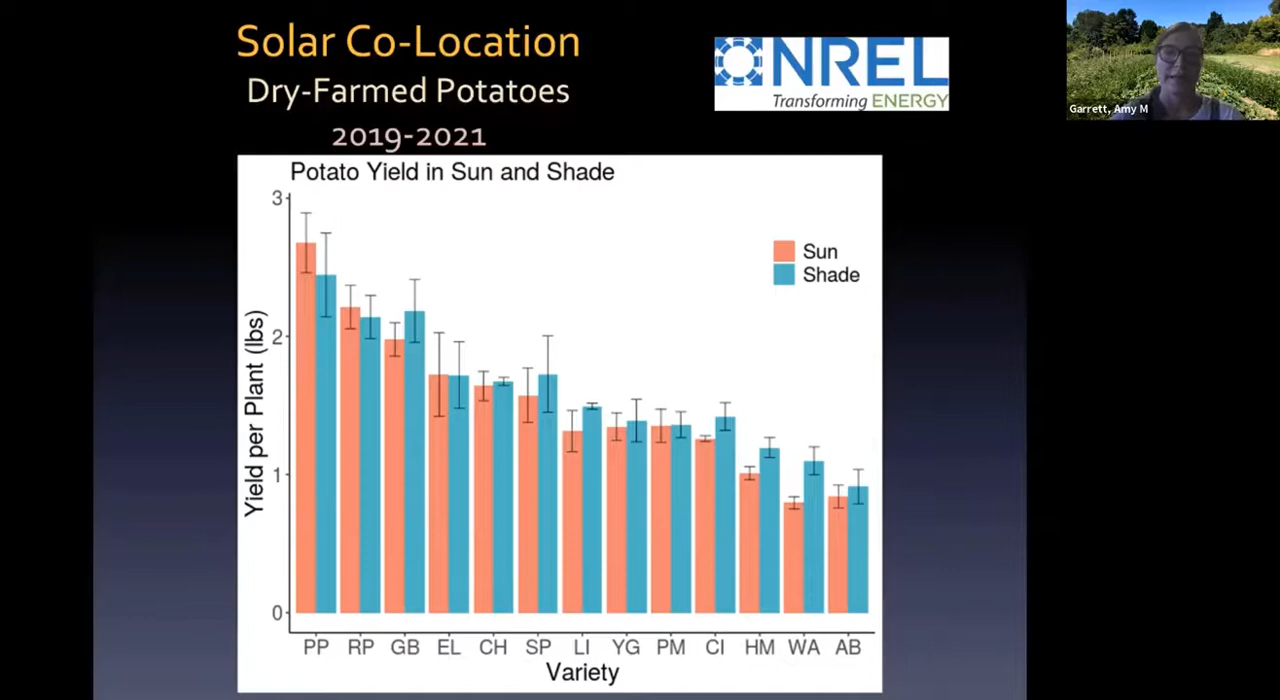 Solar Co-Location
Dry-Farmed Potatoes
2019-2021
NREL
Transforming ENERGY
Garrett, Amy M
Potato Yield in Sun and Shade
3
2
1
0
Yield per Plant (lbs)
Sun
Shade
PP RP GB EL CH SP LI YG PM CI HM WA AB
Variety